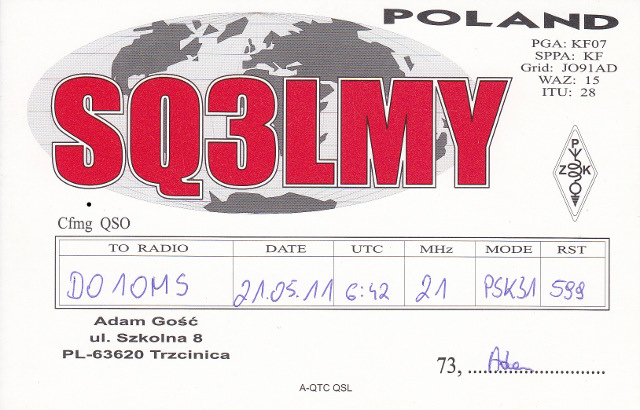 POLAND
PGA: KF07
SPPA: KF
Grid: JO91AD
WAZ: 15
ITU: 28
SQ3LMY
PZK
Cfmg QSO
TO RADIO DATE UTC MHz MODE RST
DO1OMS 21.05.11 6:42 21 PSK31 599
Adam Gość
ul. Szkolna 8
PL-63620 Trzcinica
73, Adam
A-QTC QSL